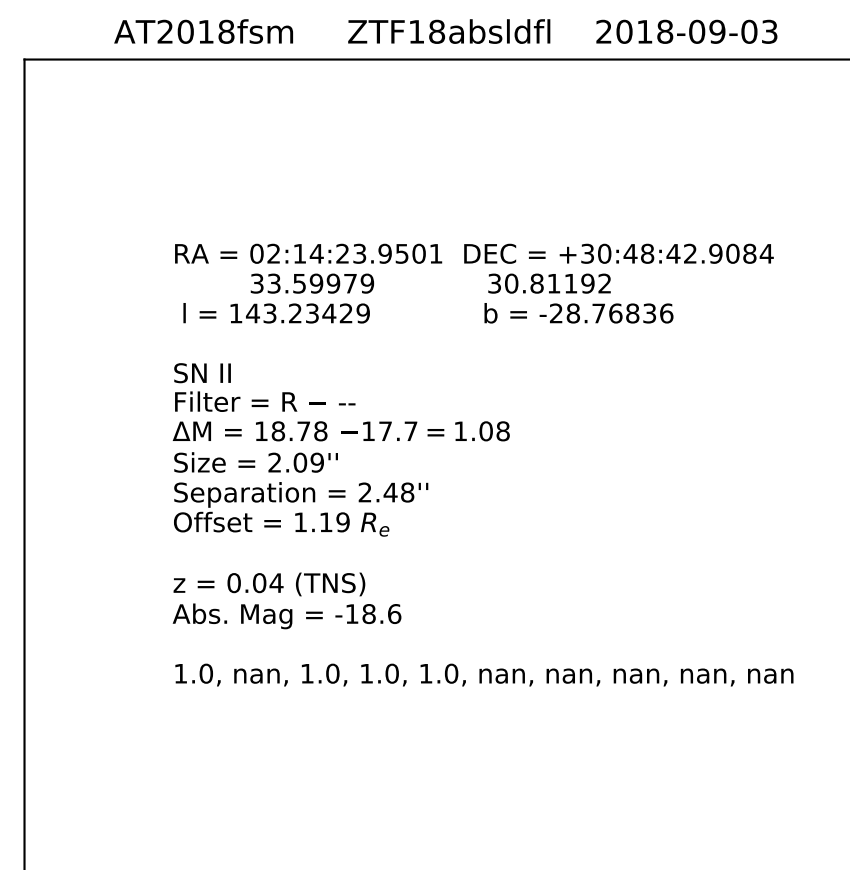 AT2018fsm ZTF18absldfl 2018-09-03
RA = 02:14:23.9501 DEC = +30:48:42.9084
33.59979 30.81192
l = 143.23429 b = -28.76836
SN II
Filter = R − --
ΔM = 18.78 −17.7 = 1.08
Size = 2.09''
Separation = 2.48''
Offset = 1.19 Rₑ
z = 0.04 (TNS)
Abs. Mag = -18.6
1.0, nan, 1.0, 1.0, 1.0, nan, nan, nan, nan, nan